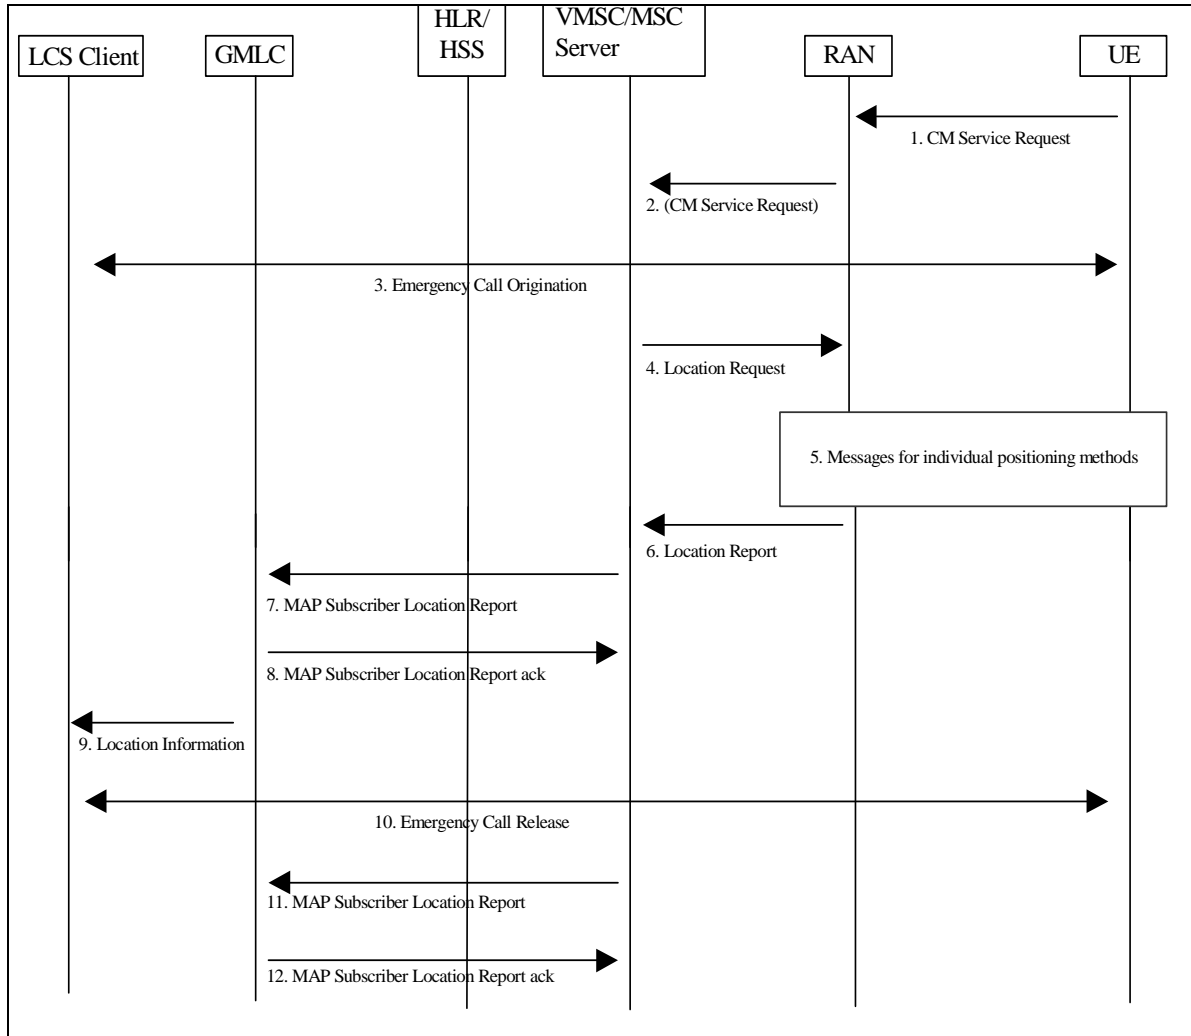 HLR/
HSS
VMSC/MSC
Server
LCS Client
GMLC
RAN
UE
1. CM Service Request
2. (CM Service Request)
3. Emergency Call Origination
4. Location Request
5. Messages for individual positioning methods
6. Location Report
7. MAP Subscriber Location Report
8. MAP Subscriber Location Report ack
9. Location Information
10. Emergency Call Release
11. MAP Subscriber Location Report
12. MAP Subscriber Location Report ack